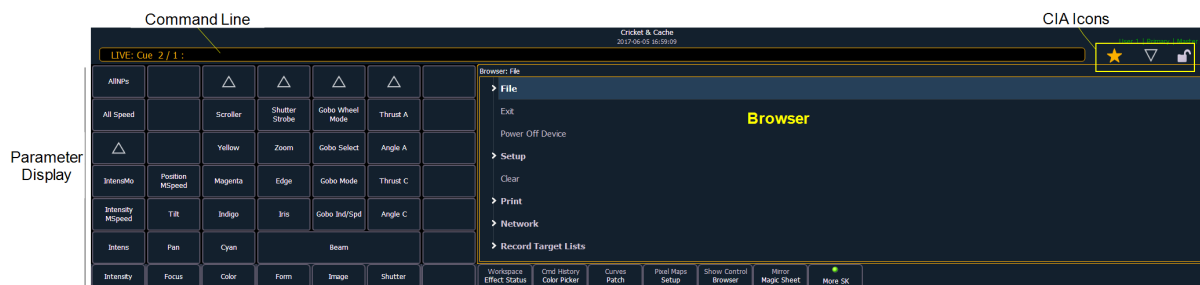 Command Line
CIA Icons
Cricket & Cache
2017-06-05 16:59:09
User 1 | Primary | Master
LIVE: Cue 2 / 1 :
Parameter
Display
AllNPs
All Speed
Scroller
Shutter
Strobe
Gobo Wheel
Mode
Thrust A
Yellow
Zoom
Gobo Select
Angle A
IntensMo
Position
MSpeed
Magenta
Edge
Gobo Mode
Thrust C
Intensity
MSpeed
Tilt
Indigo
Iris
Gobo Ind/Spd
Angle C
Intens
Pan
Cyan
Beam
Intensity
Focus
Color
Form
Image
Shutter
Browser: File
File
Exit
Browser
Power Off Device
Setup
Clear
Print
Network
Record Target Lists
Workspace
Effect Status
Cmd History
Color Picker
Curves
Patch
Pixel Maps
Setup
Show Control
Browser
Mirror
Magic Sheet
More SK